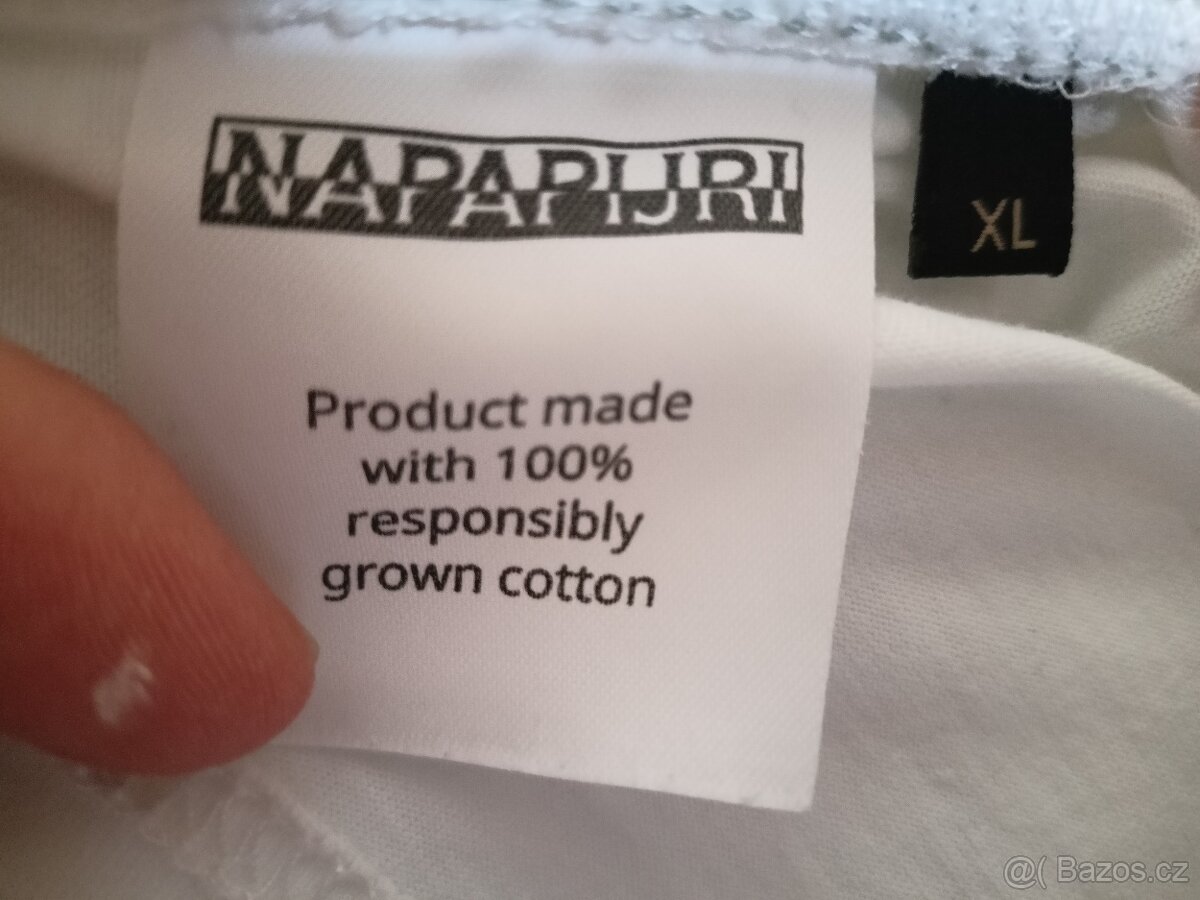 NAPAPIJRI
XL
Product made
with 100%
responsibly
grown cotton
@( Bazos.cz